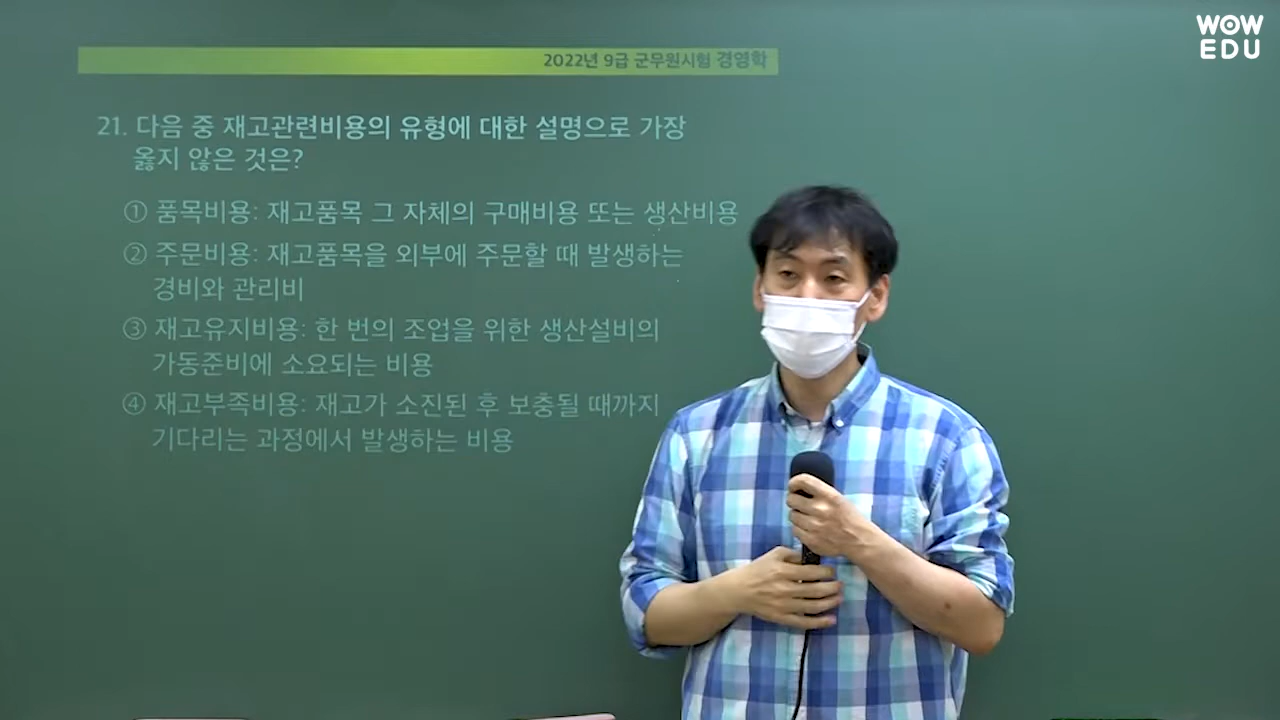 WOW
EDU
2022년 9급 군무원시험 경영학
21. 다음 중 재고관련비용의 유형에 대한 설명으로 가장
옳지 않은 것은?
① 품목비용: 재고품목 그 자체의 구매비용 또는 생산비용
② 주문비용: 재고품목을 외부에 주문할 때 발생하는
경비와 관리비
③ 재고유지비용: 한 번의 조업을 위한 생산설비의
가동준비에 소요되는 비용
④ 재고부족비용: 재고가 소진된 후 보충될 때까지
기다리는 과정에서 발생하는 비용